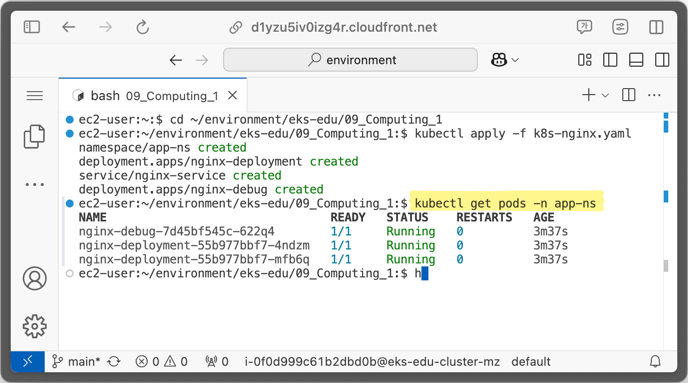 d1yzu5iv0izg4r.cloudfront.net
environment
bash 09_Computing_1
ec2-user:~:$ cd ~/environment/eks-edu/09_Computing_1
ec2-user:~/environment/eks-edu/09_Computing_1:$ kubectl apply -f k8s-nginx.yaml
namespace/app-ns created
deployment.apps/nginx-deployment created
service/nginx-service created
deployment.apps/nginx-debug created
ec2-user:~/environment/eks-edu/09_Computing_1:$ kubectl get pods -n app-ns
NAME READY STATUS RESTARTS AGE
nginx-debug-7d45bf545c-622q4 1/1 Running 0 3m37s
nginx-deployment-55b977bbf7-4ndzm 1/1 Running 0 3m37s
nginx-deployment-55b977bbf7-mfb6q 1/1 Running 0 3m37s
ec2-user:~/environment/eks-edu/09_Computing_1:$ h
main* 0 0 0 i-0f0d999c61b2dbd0b@eks-edu-cluster-mz default